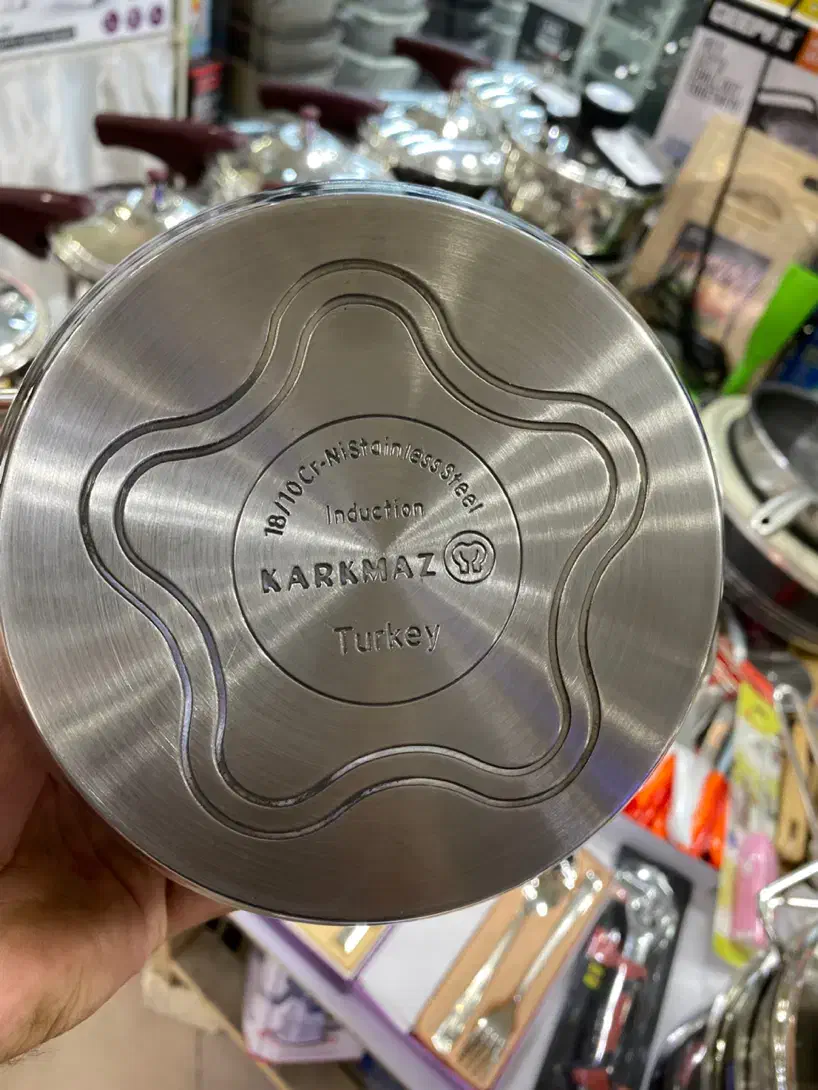 18/10 Cr-Ni Stainless Steel
Induction
KARKMAZ
Turkey